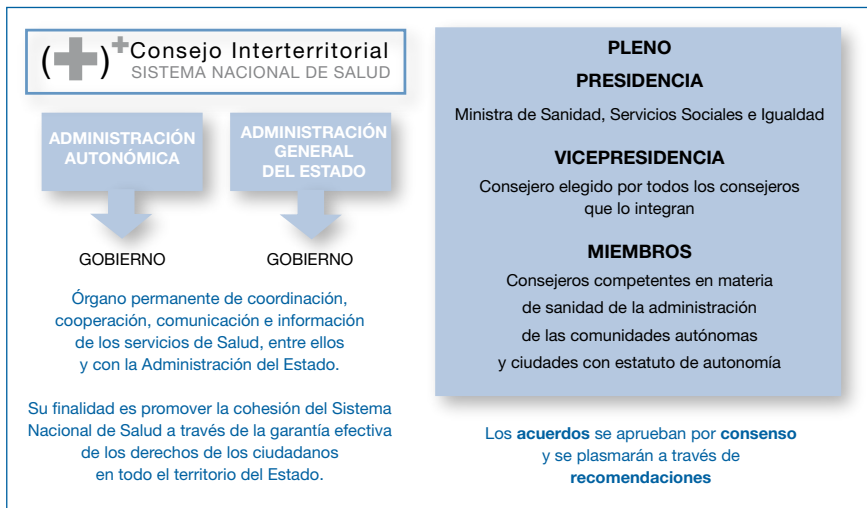 (+)+ Consejo Interterritorial
SISTEMA NACIONAL DE SALUD
ADMINISTRACIÓN
AUTONÓMICA
ADMINISTRACIÓN
GENERAL
DEL ESTADO
GOBIERNO
GOBIERNO
Órgano permanente de coordinación,
cooperación, comunicación e información
de los servicios de Salud, entre ellos
y con la Administración del Estado.
Su finalidad es promover la cohesión del Sistema
Nacional de Salud a través de la garantía efectiva
de los derechos de los ciudadanos
en todo el territorio del Estado.
PLENO
PRESIDENCIA
Ministra de Sanidad, Servicios Sociales e Igualdad
VICEPRESIDENCIA
Consejero elegido por todos los consejeros
que lo integran
MIEMBROS
Consejeros competentes en materia
de sanidad de la administración
de las comunidades autónomas
y ciudades con estatuto de autonomía
Los acuerdos se aprueban por consenso
y se plasmarán a través de
recomendaciones